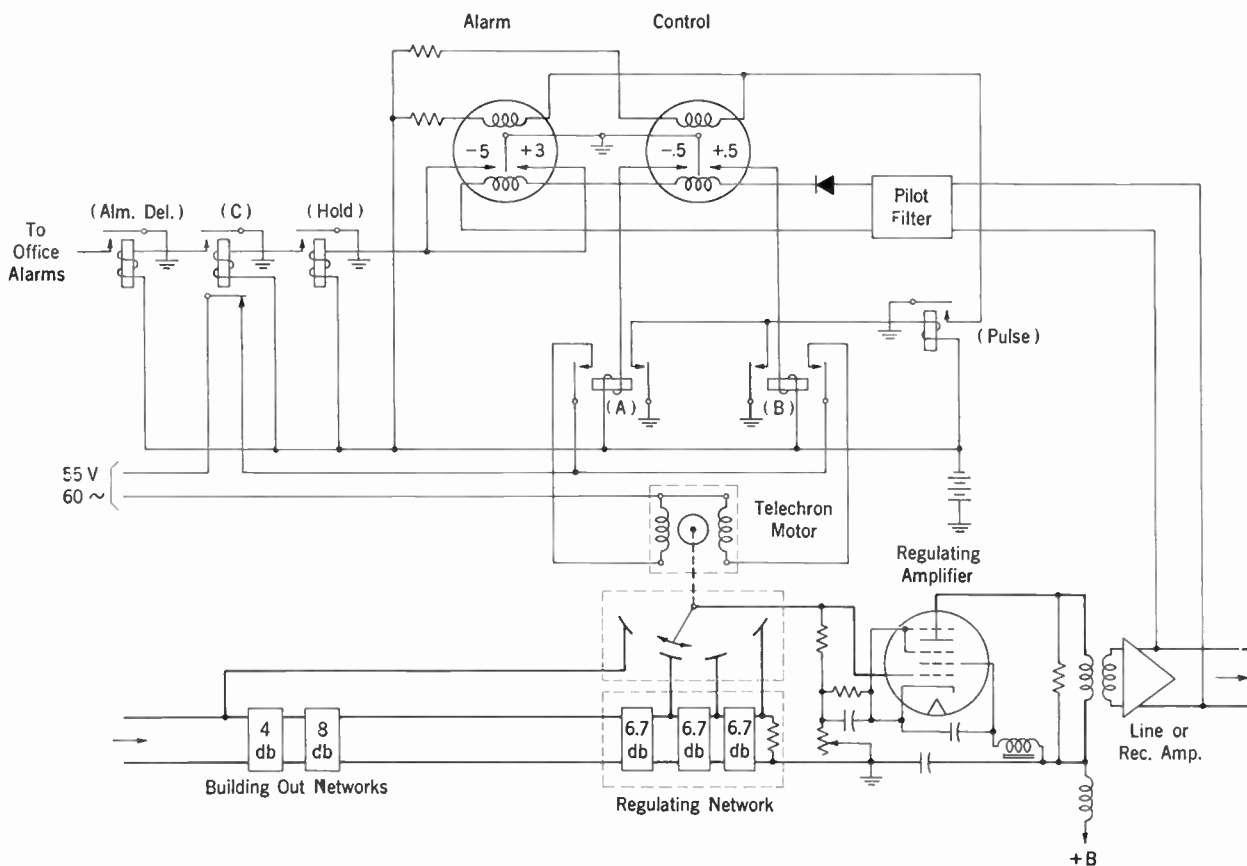 Alarm
Control
-5
+3
-.5
+.5
Pilot
Filter
(Alm. Del.)
(C)
(Hold)
To
Office
Alarms
(Pulse)
(A)
(B)
55 V
60 ~
Telechron
Motor
Regulating
Amplifier
4
db
8
db
6.7
db
6.7
db
6.7
db
Building Out Networks
Regulating Network
Line or
Rec. Amp.
+B